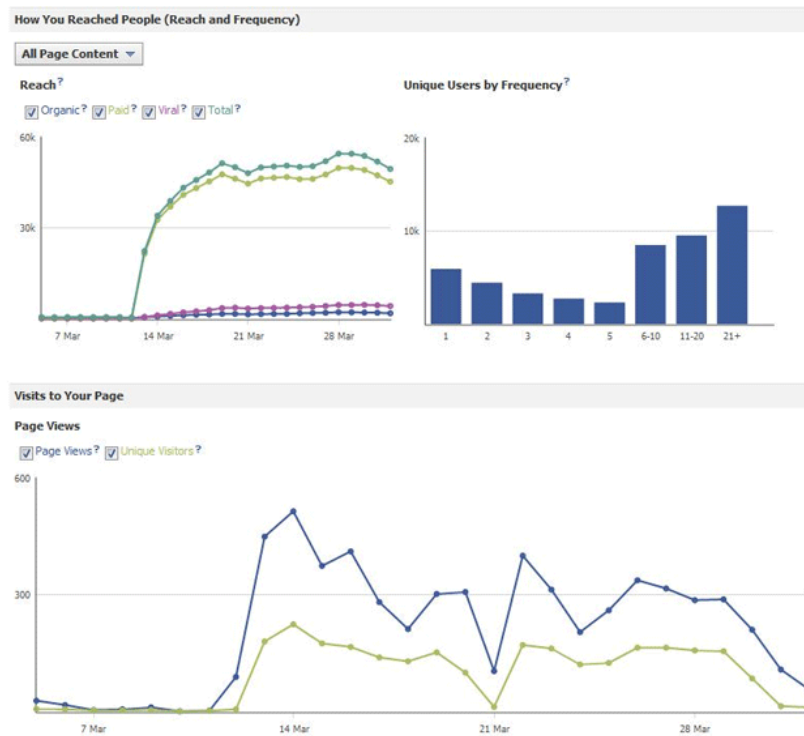 How You Reached People (Reach and Frequency)
All Page Content
Reach?
Unique Users by Frequency?
Organic? Paid? Viral? Total?
60k
30k
7 Mar 14 Mar 21 Mar 28 Mar
20k
10k
1 2 3 4 5 6-10 11-20 21+
Visits to Your Page
Page Views
Page Views? Unique Visitors?
600
300
7 Mar 14 Mar 21 Mar 28 Mar